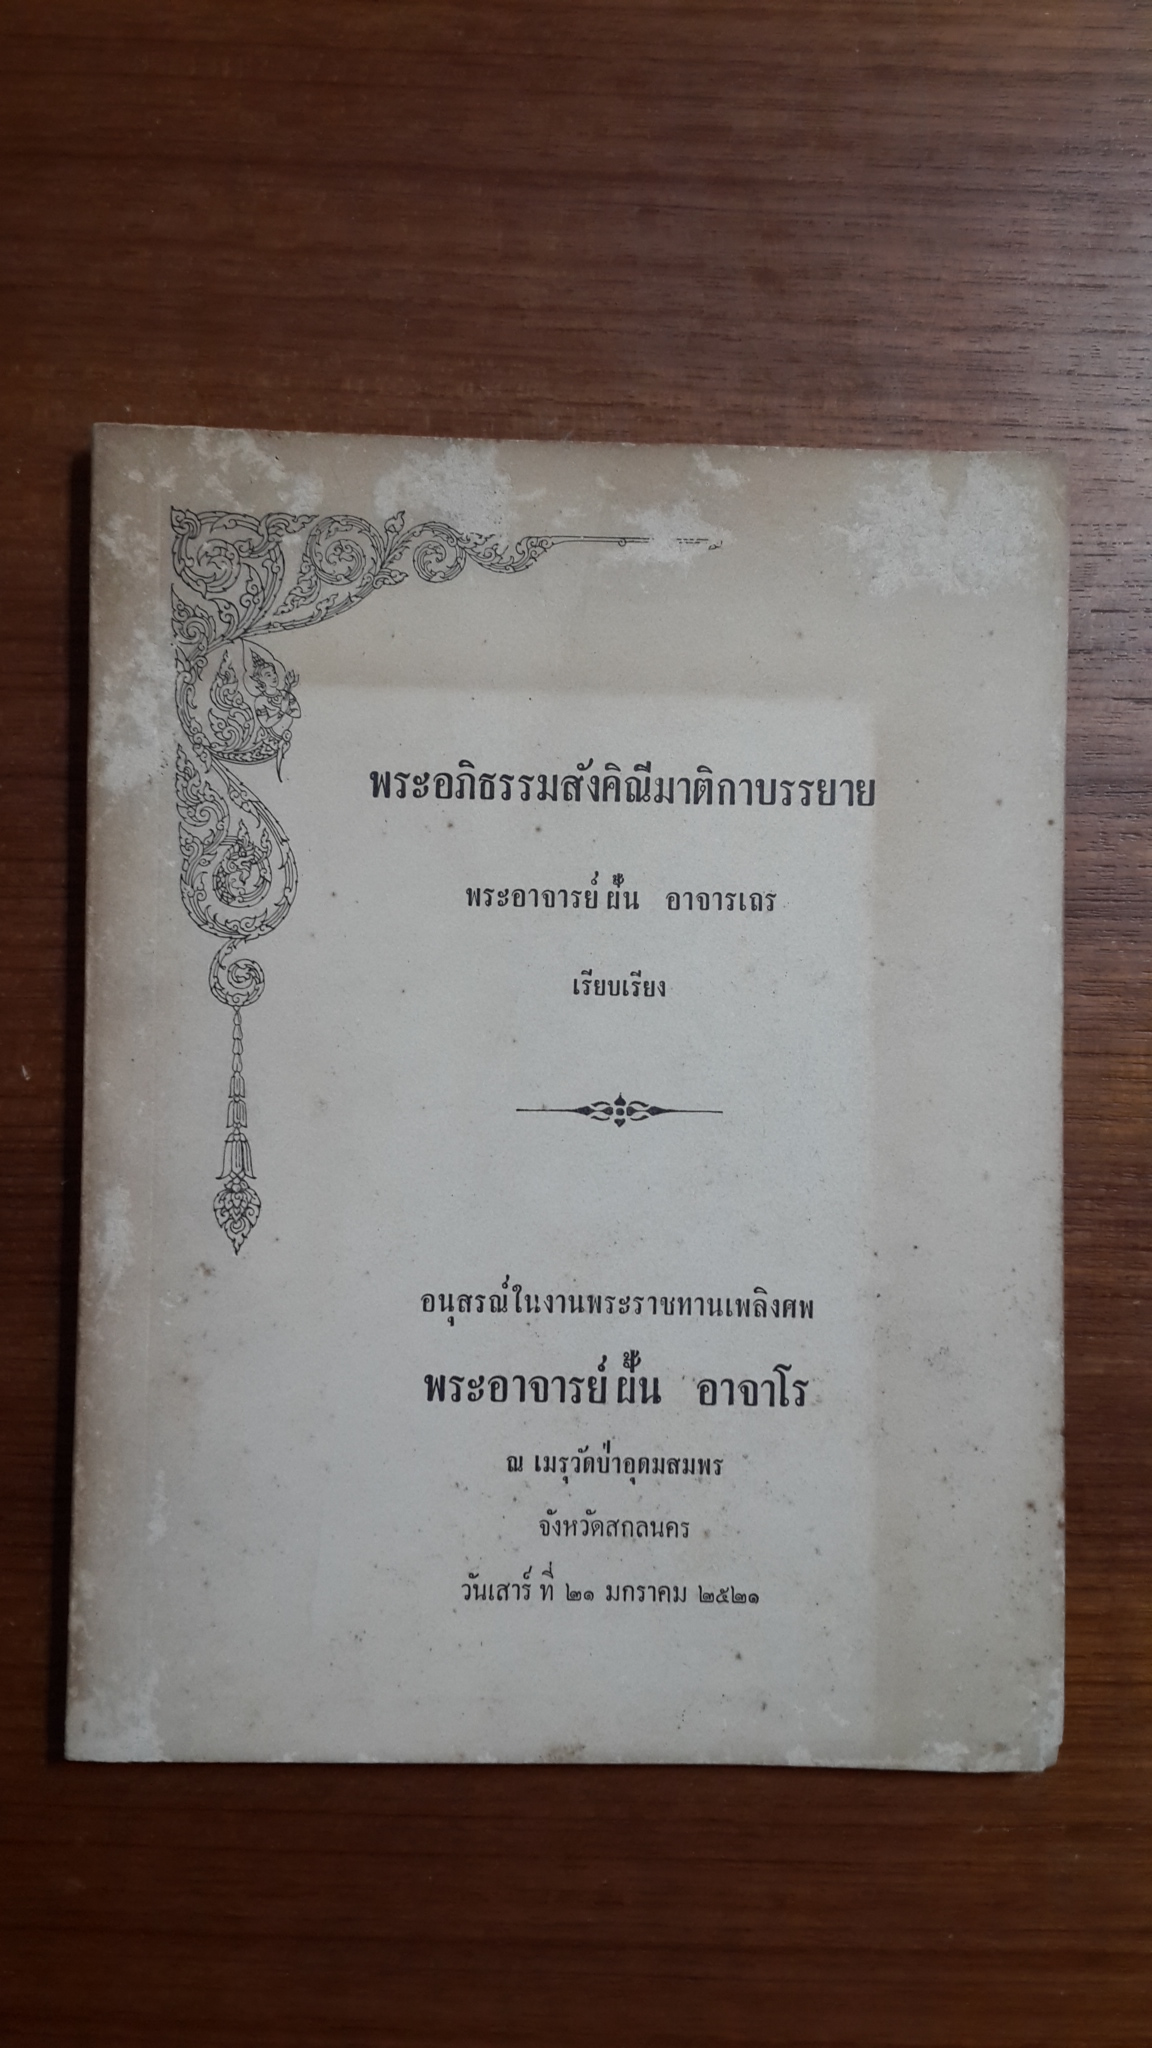 พระอภิธรรมสังคิณีมาติกาบรรยาย
พระอาจารย์ ฝั้น อาจารเถร
เรียบเรียง
อนุสรณ์ในงานพระราชทานเพลิงศพ
พระอาจารย์ ฝั้น อาจาโร
ณ เมรุวัดป่าอุดมสมพร
จังหวัดสกลนคร
วันเสาร์ ที่ ๒๑ มกราคม ๒๕๒๑